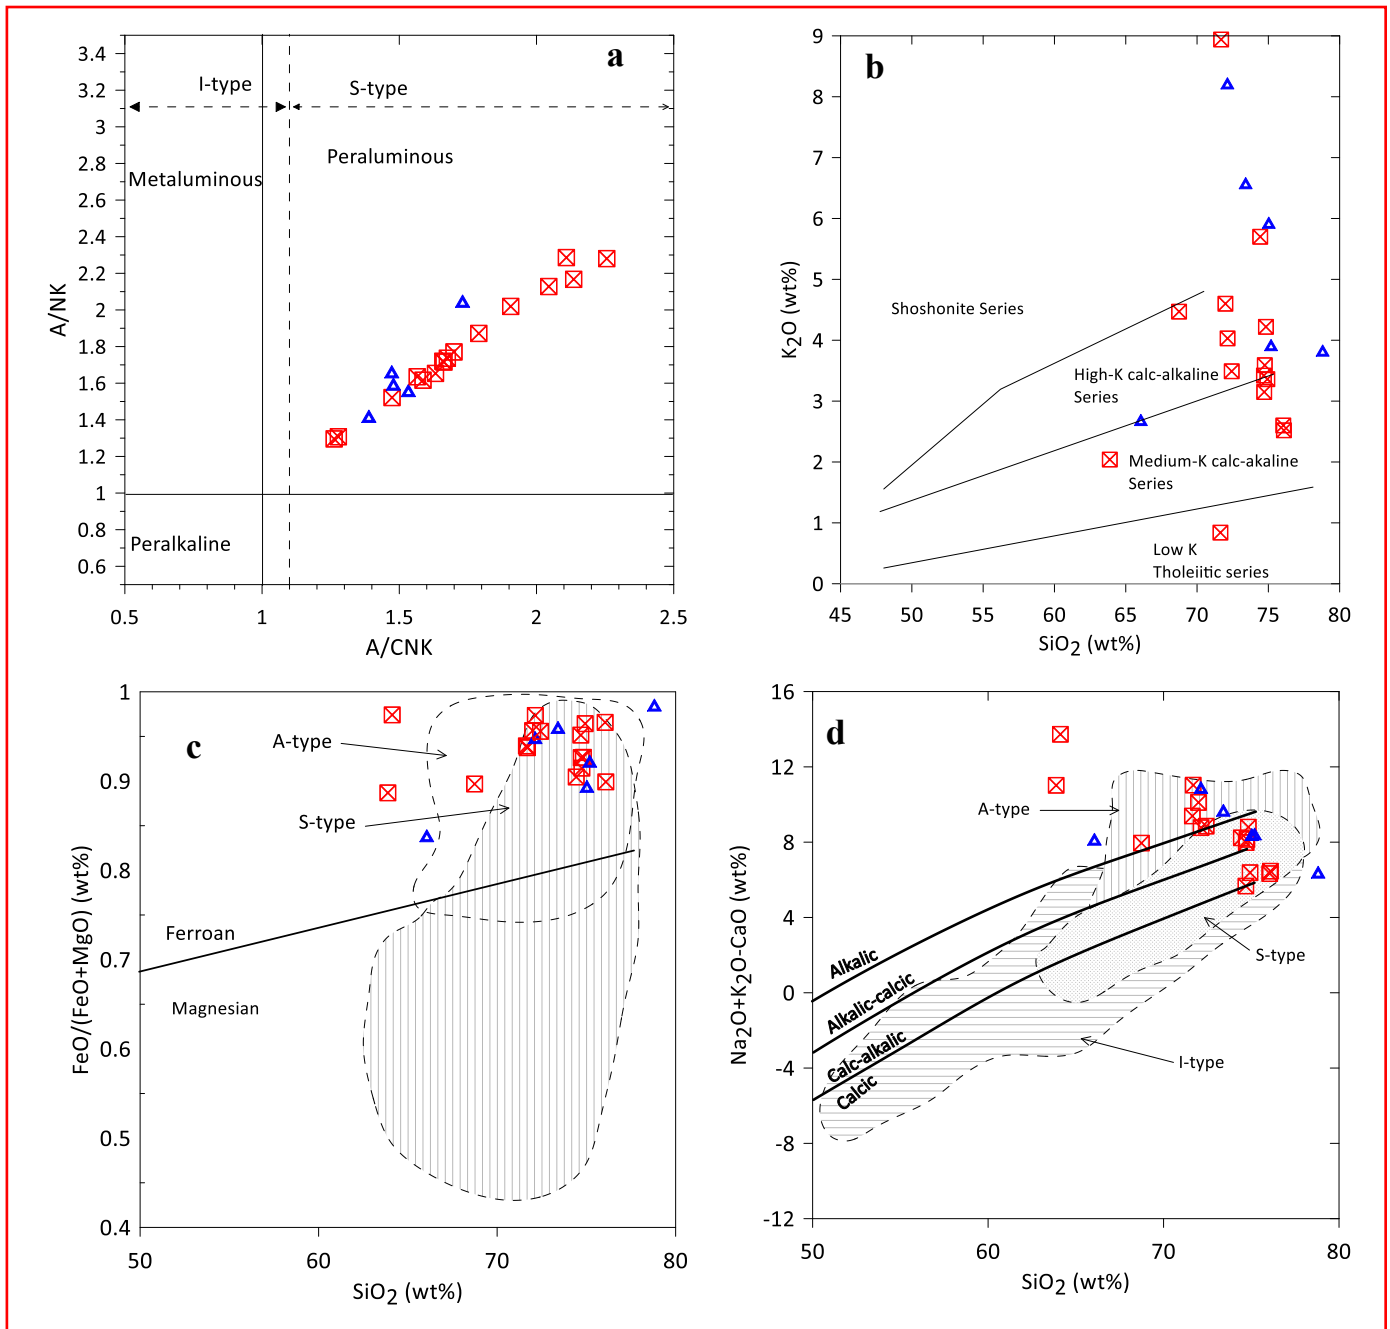 a
I-type
S-type
Peraluminous
Metaluminous
Peralkaline
3.4
3.2
3
2.8
2.6
2.4
2.2
2
1.8
1.6
1.4
1.2
1
0.8
0.6
A/NK
0.5
1
1.5
2
2.5
A/CNK
b
9
8
7
6
5
4
3
2
1
0
K2O (wt%)
Shoshonite Series
High-K calc-alkaline
Series
Medium-K calc-akaline
Series
Low K
Tholeiitic series
45
50
55
60
65
70
75
80
SiO2 (wt%)
c
A-type
S-type
Ferroan
Magnesian
1
0.9
0.8
0.7
0.6
0.5
0.4
FeO/(FeO+MgO) (wt%)
50
60
70
80
SiO2 (wt%)
d
A-type
S-type
I-type
Alkalic
Alkalic-calcic
Calc-alkalic
Calcic
16
12
8
4
0
-4
-8
-12
Na2O+K2O-CaO (wt%)
50
60
70
80
SiO2 (wt%)